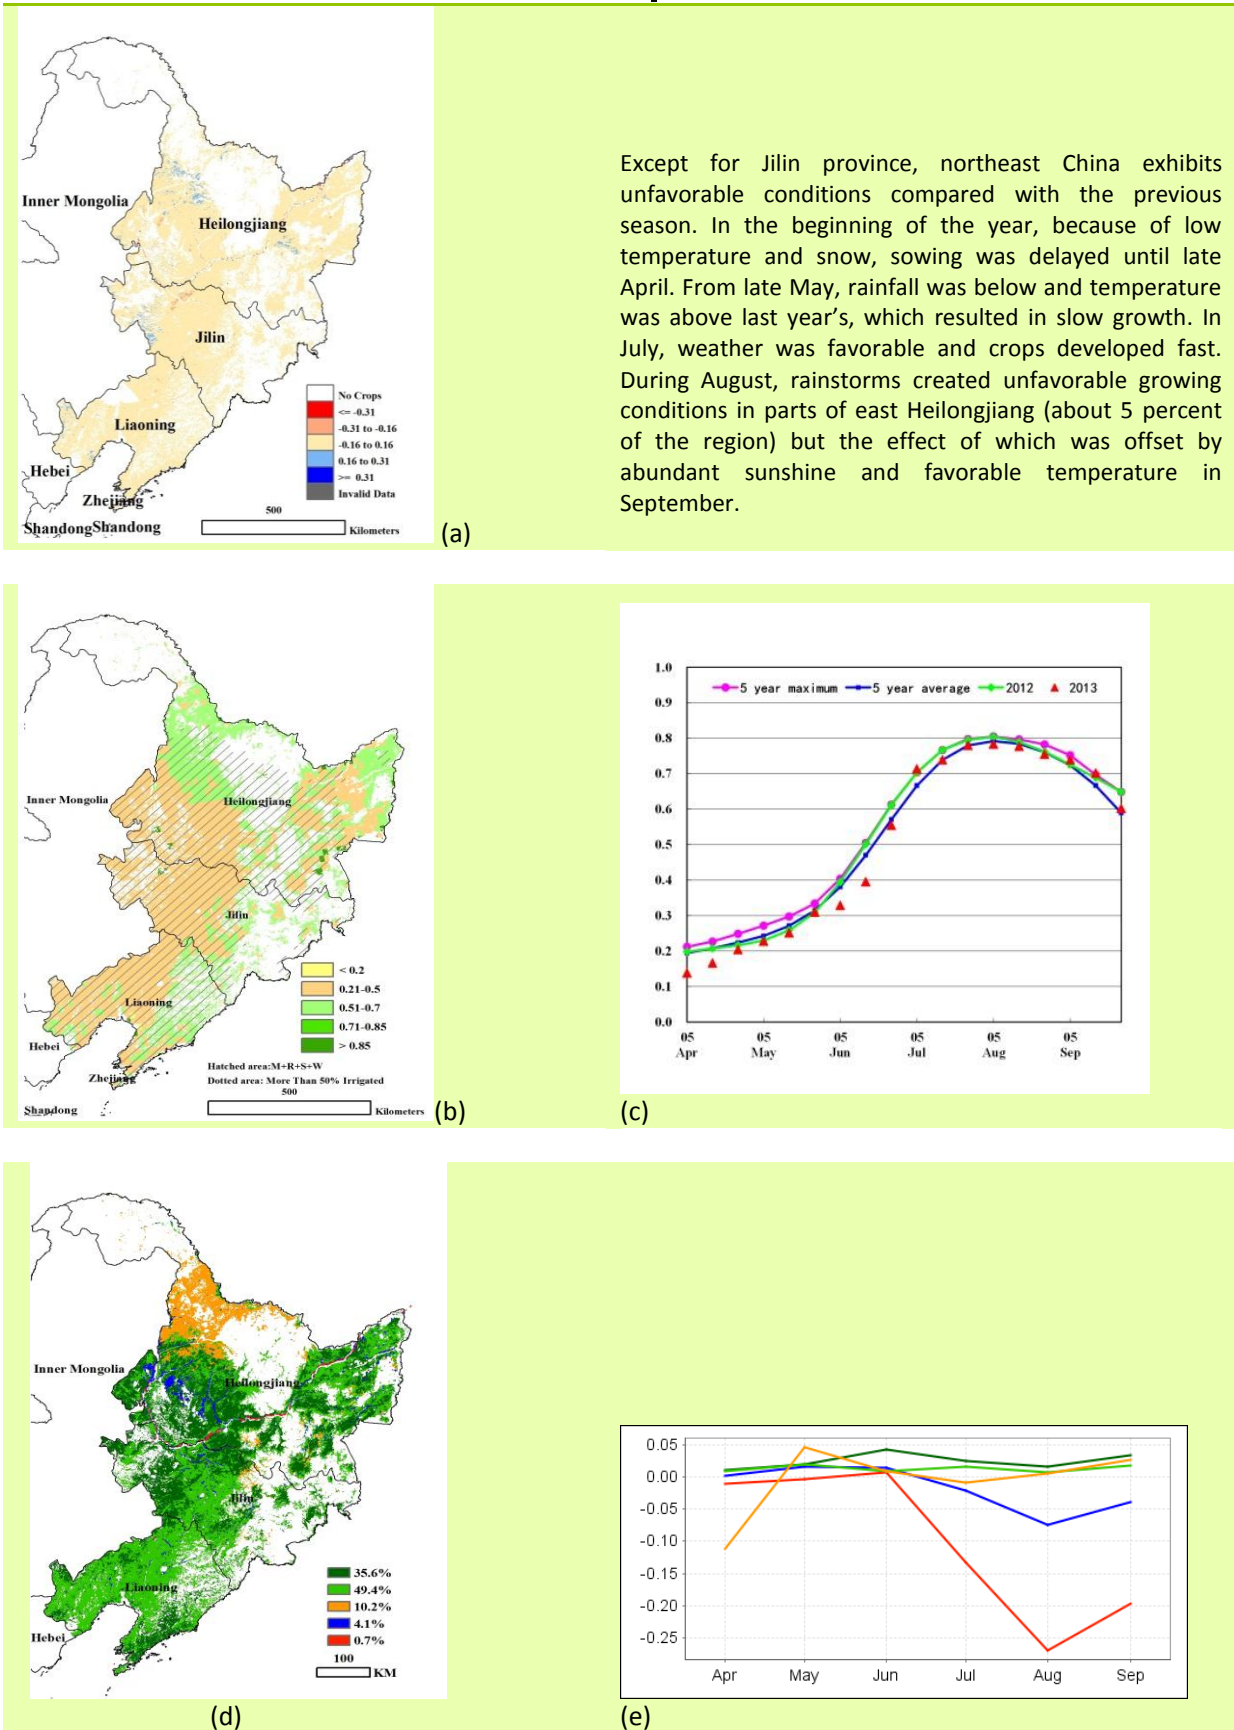 Inner Mongolia
Heilongjiang
Jilin
Liaoning
Hebei
Zhejiang
Shandong
Shandong
No Crops
<= -0.31
-0.31 to -0.16
-0.16 to 0.16
0.16 to 0.31
>= 0.31
Invalid Data
500
Kilometers
(a)
Except for Jilin province, northeast China exhibits
unfavorable conditions compared with the previous
season. In the beginning of the year, because of low
temperature and snow, sowing was delayed until late
April. From late May, rainfall was below and temperature
was above last year’s, which resulted in slow growth. In
July, weather was favorable and crops developed fast.
During August, rainstorms created unfavorable growing
conditions in parts of east Heilongjiang (about 5 percent
of the region) but the effect of which was offset by
abundant sunshine and favorable temperature in
September.
Inner Mongolia
Heilongjiang
Jilin
Liaoning
Hebei
Zhejiang
Shandong
< 0.2
0.21-0.5
0.51-0.7
0.71-0.85
> 0.85
Hatched area:M+R+S+W
Dotted area: More Than 50% Irrigated
500
Kilometers
(b)
1.0
0.9
0.8
0.7
0.6
0.5
0.4
0.3
0.2
0.1
0.0
5 year maximum
5 year average
2012
2013
05 Apr
05 May
05 Jun
05 Jul
05 Aug
05 Sep
(c)
Inner Mongolia
Heilongjiang
Jilin
Liaoning
Hebei
35.6%
49.4%
10.2%
4.1%
0.7%
100
KM
(d)
0.05
0.00
-0.05
-0.10
-0.15
-0.20
-0.25
Apr
May
Jun
Jul
Aug
Sep
(e)